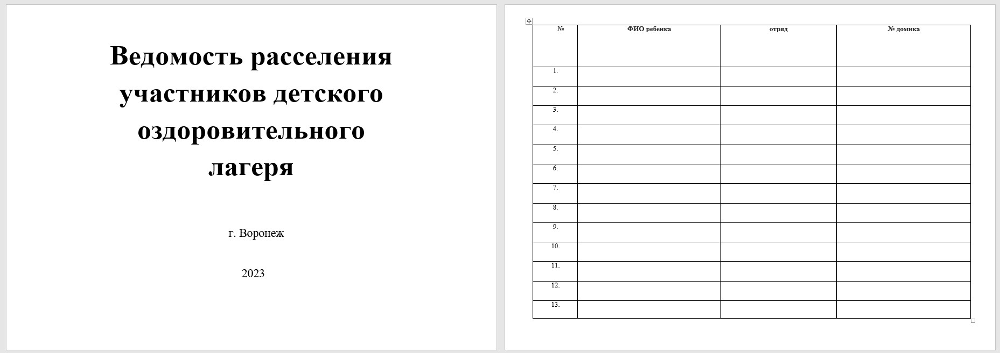 Ведомость расселения
участников детского
оздоровительного
лагеря
г. Воронеж
2023
№ ФИО ребенка отряд № домика
1.
2.
3.
4.
5.
6.
7.
8.
9.
10.
11.
12.
13.